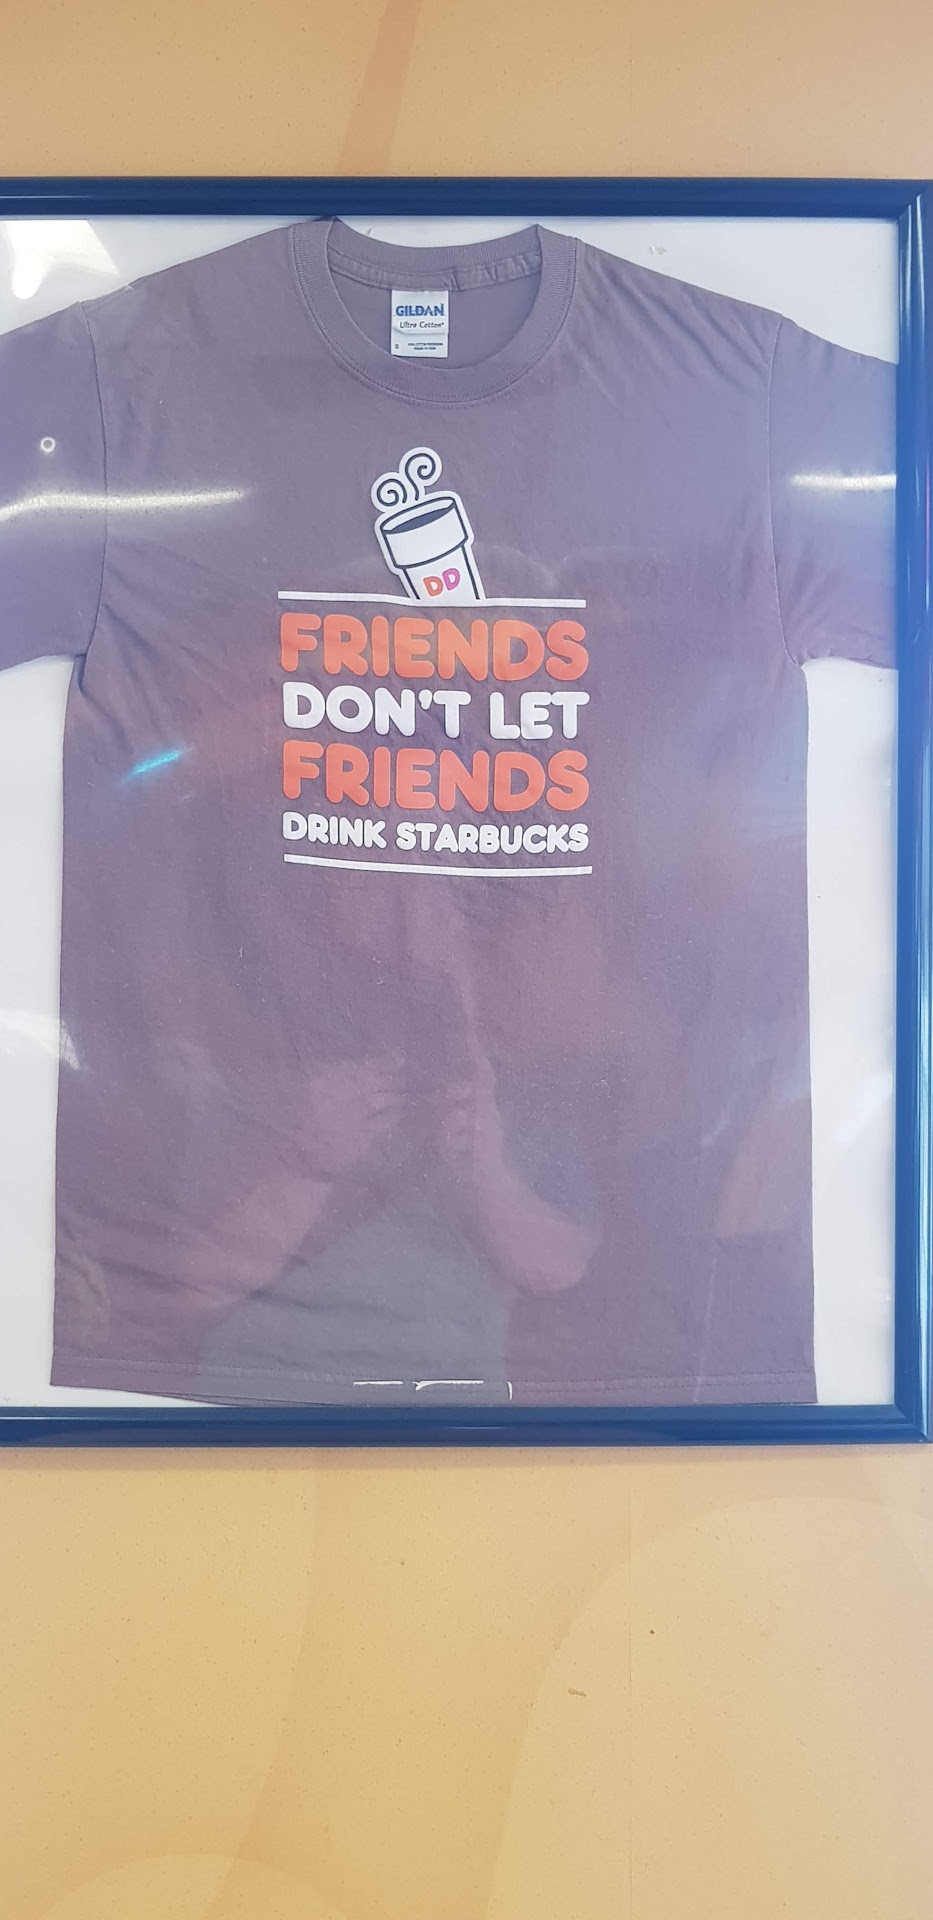 GILDAN
Ultra Cotton®
S
DD
FRIENDS
DON'T LET
FRIENDS
DRINK STARBUCKS